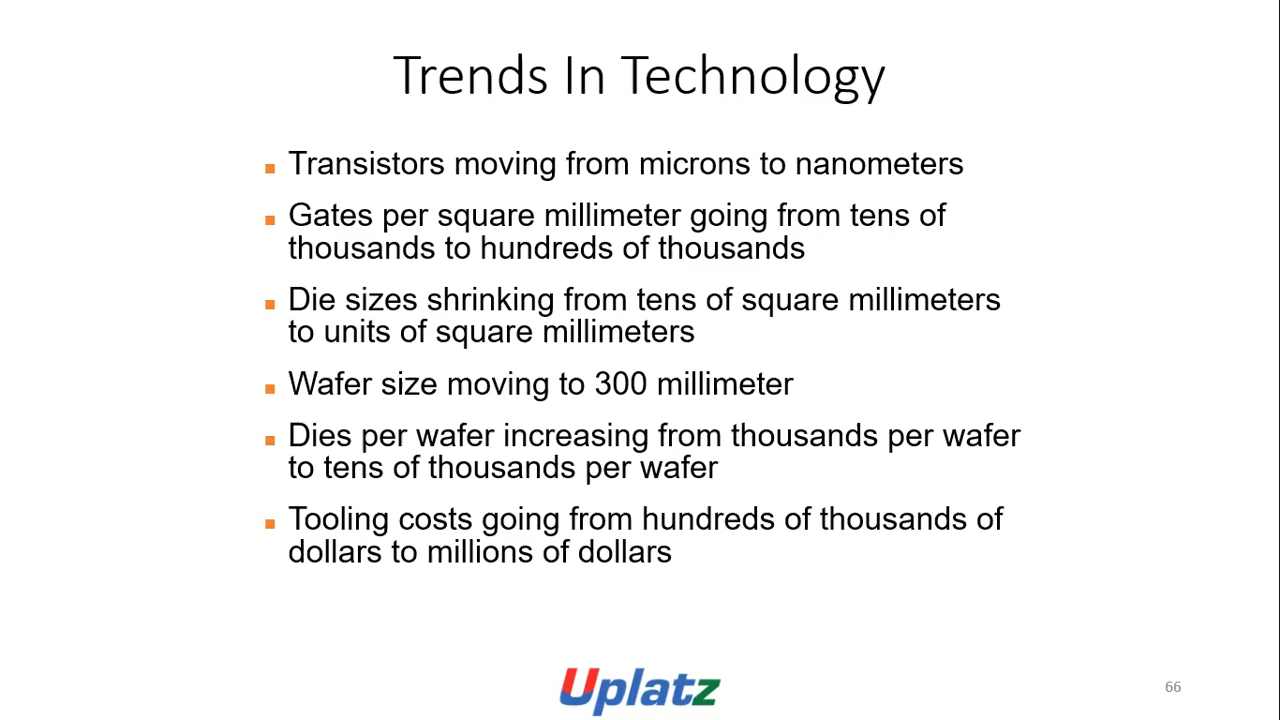 Trends In Technology
Transistors moving from microns to nanometers
Gates per square millimeter going from tens of
thousands to hundreds of thousands
Die sizes shrinking from tens of square millimeters
to units of square millimeters
Wafer size moving to 300 millimeter
Dies per wafer increasing from thousands per wafer
to tens of thousands per wafer
Tooling costs going from hundreds of thousands of
dollars to millions of dollars
Uplatz
66